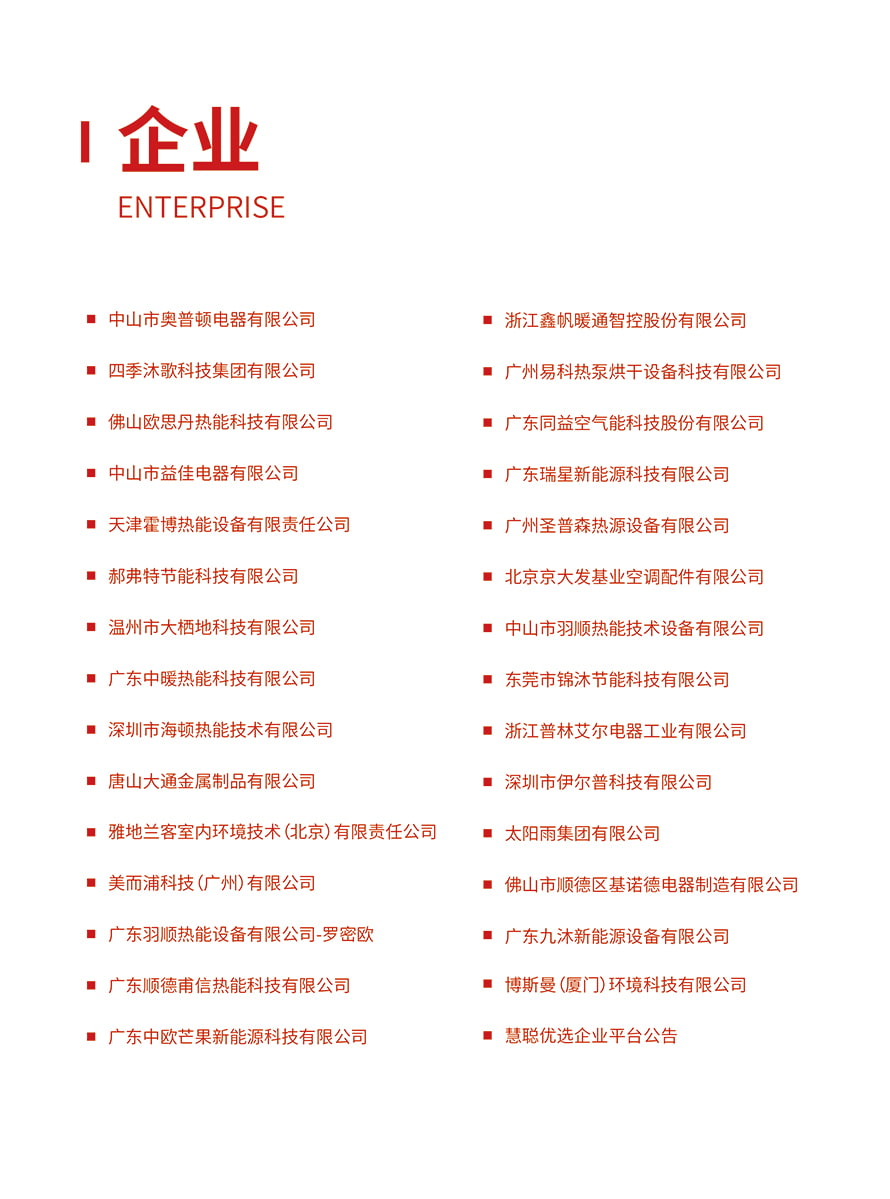 企业
ENTERPRISE
中山市奥普顿电器有限公司
四季沐歌科技集团有限公司
佛山欧思丹热能科技有限公司
中山市益佳电器有限公司
天津霍博热能设备有限责任公司
郝弗特节能科技有限公司
温州市大栖地科技有限公司
广东中暖热能科技有限公司
深圳市海顿热能技术有限公司
唐山大通金属制品有限公司
雅地兰客室内环境技术(北京)有限责任公司
美而浦科技(广州)有限公司
广东羽顺热能设备有限公司-罗密欧
广东顺德甫信热能科技有限公司
广东中欧芒果新能源科技有限公司
浙江鑫帆暖通智控股份有限公司
广州易科热泵烘干设备科技有限公司
广东同益空气能科技股份有限公司
广东瑞星新能源科技有限公司
广州圣普森热源设备有限公司
北京京大发基业空调配件有限公司
中山市羽顺热能技术设备有限公司
东莞市锦沐节能科技有限公司
浙江普林艾尔电器工业有限公司
深圳市伊尔普科技有限公司
太阳雨集团有限公司
佛山市顺德区基诺德电器制造有限公司
广东九沐新能源设备有限公司
博斯曼(厦门)环境科技有限公司
慧聪优选企业平台公告